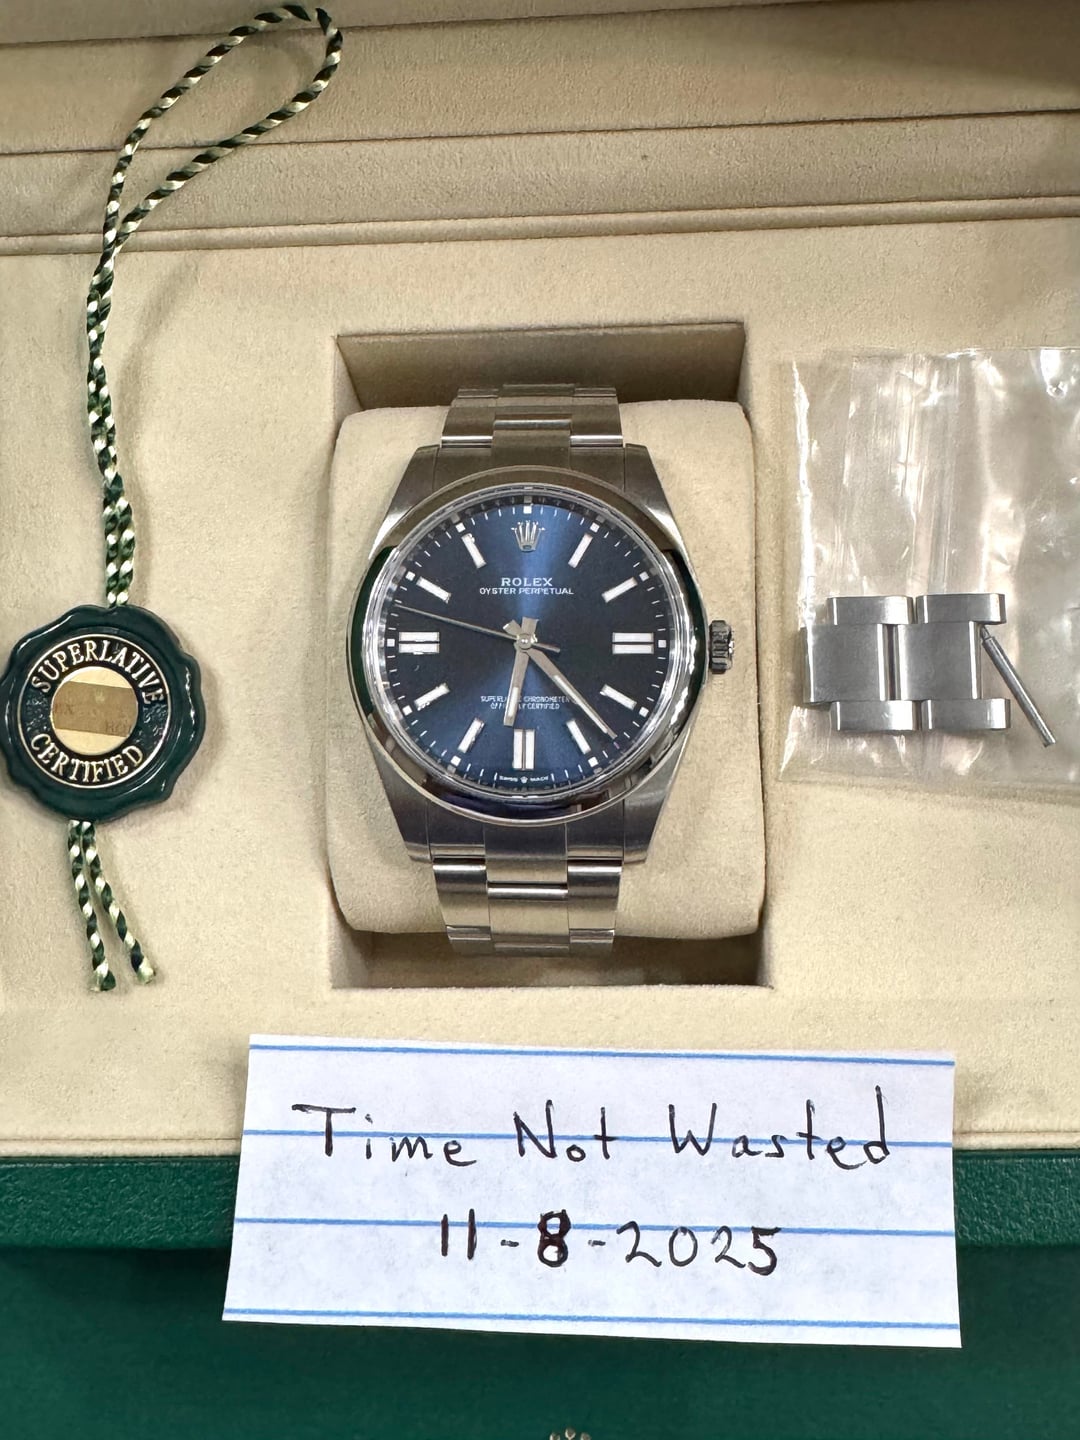 SUPERLATIVE
CERTIFIED
ROLEX
OYSTER PERPETUAL
SUPERLATIVE CHRONOMETER
OFFICIALLY CERTIFIED
SWISS MADE
Time Not Wasted
11-8-2025